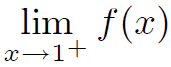 lim f(x)
x→1⁺